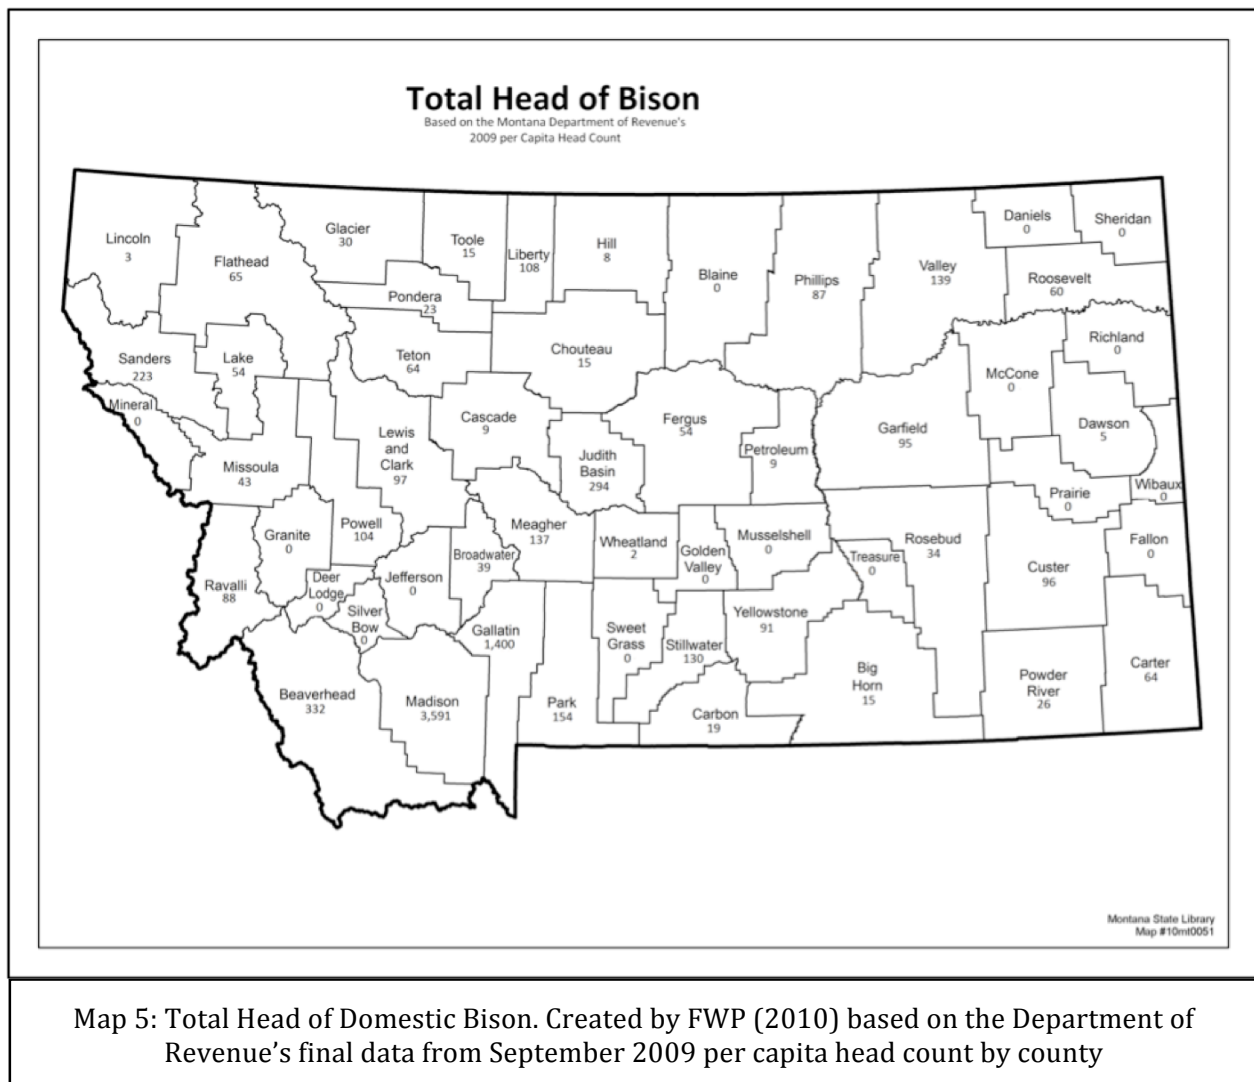 Total Head of Bison
Based on the Montana Department of Revenue's
2009 per Capita Head Count
Lincoln
3
Flathead
65
Glacier
30
Toole
15
Liberty
108
Hill
8
Blaine
0
Phillips
87
Valley
139
Daniels
0
Sheridan
0
Roosevelt
60
Pondera
23
Sanders
223
Lake
54
Teton
64
Chouteau
15
Richland
0
McCone
0
Mineral
0
Cascade
9
Fergus
54
Garfield
95
Dawson
5
Lewis
and
Clark
97
Judith
Basin
294
Petroleum
9
Missoula
43
Prairie
0
Wibaux
0
Granite
0
Powell
104
Meagher
137
Wheatland
2
Golden
Valley
0
Musselshell
0
Treasure
0
Rosebud
34
Custer
96
Fallon
0
Broadwater
39
Ravalli
88
Deer
Lodge
0
Jefferson
0
Silver
Bow
0
Gallatin
1,400
Sweet
Grass
0
Stillwater
130
Yellowstone
91
Big
Horn
15
Powder
River
26
Carter
64
Beaverhead
332
Madison
3,591
Park
154
Carbon
19
Montana State Library
Map #10mt0051
Map 5: Total Head of Domestic Bison. Created by FWP (2010) based on the Department of
Revenue's final data from September 2009 per capita head count by county